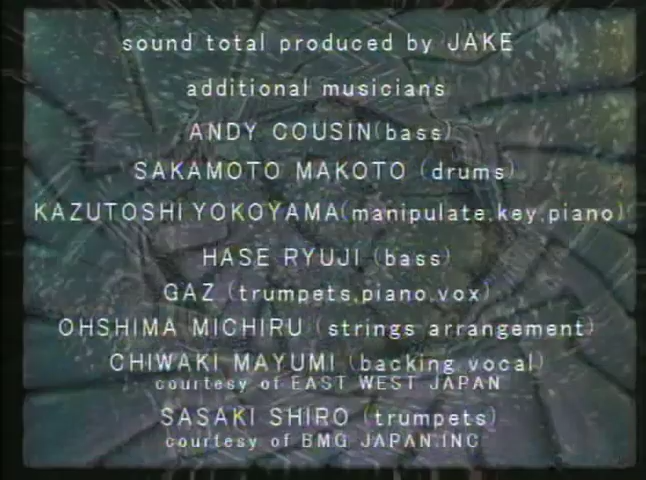 sound total produced by JAKE
additional musicians
ANDY COUSIN(bass)
SAKAMOTO MAKOTO (drums)
KAZUTOSHI YOKOYAMA(manipulate,key,piano)
HASE RYUJI (bass)
GAZ (trumpets,piano,vox)
OHSHIMA MICHIRU (strings arrangement)
CHIWAKI MAYUMI (backing vocal)
courtesy of EAST WEST JAPAN
SASAKI SHIRO (trumpets)
courtesy of BMG JAPAN.INC